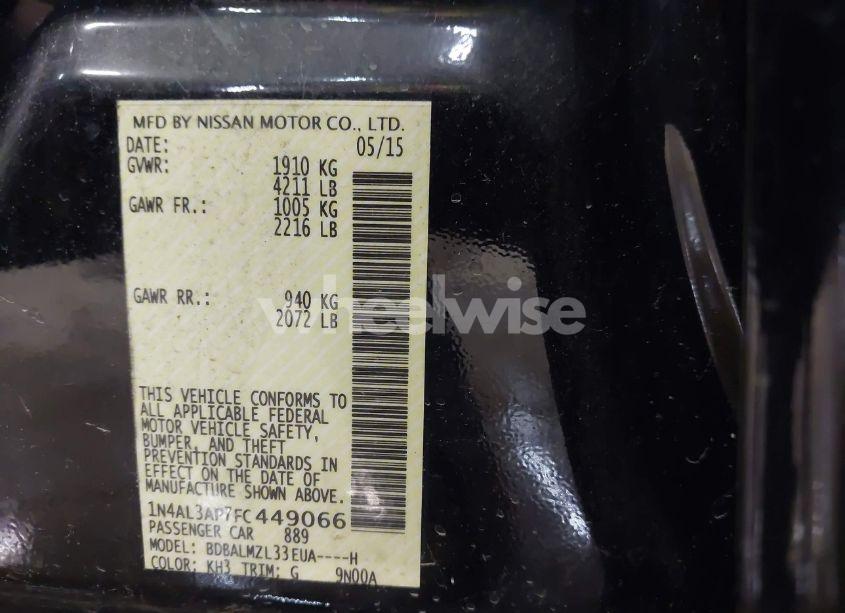 MFD BY NISSAN MOTOR CO., LTD.
DATE: 05/15
GVWR: 1910 KG
4211 LB
GAWR FR.: 1005 KG
2216 LB
GAWR RR.: 940 KG
2072 LB
wheelwise
THIS VEHICLE CONFORMS TO
ALL APPLICABLE FEDERAL
MOTOR VEHICLE SAFETY,
BUMPER, AND THEFT
PREVENTION STANDARDS IN
EFFECT ON THE DATE OF
MANUFACTURE SHOWN ABOVE.
1N4AL3AP7FC449066
PASSENGER CAR 889
MODEL: BDBALMZL33EUA----H
COLOR: KH3 TRIM: G 9N00A